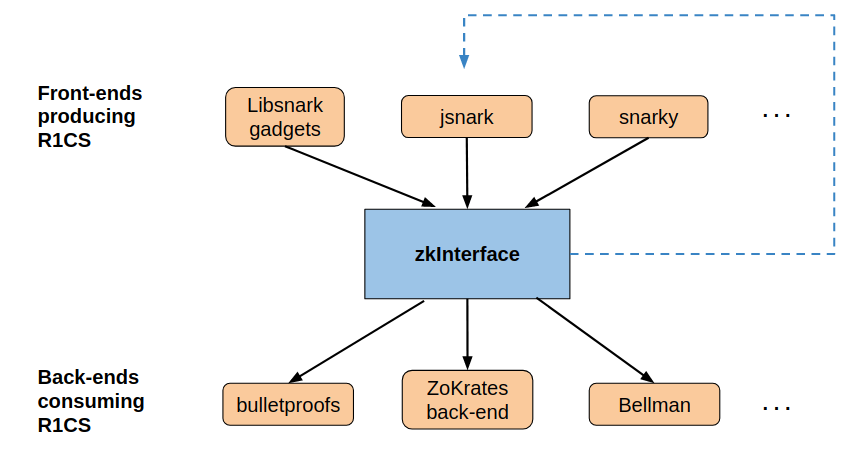 Front-ends
producing
R1CS
Libsnark
gadgets
jsnark
snarky
. . .
zkInterface
Back-ends
consuming
R1CS
bulletproofs
ZoKrates
back-end
Bellman
. . .